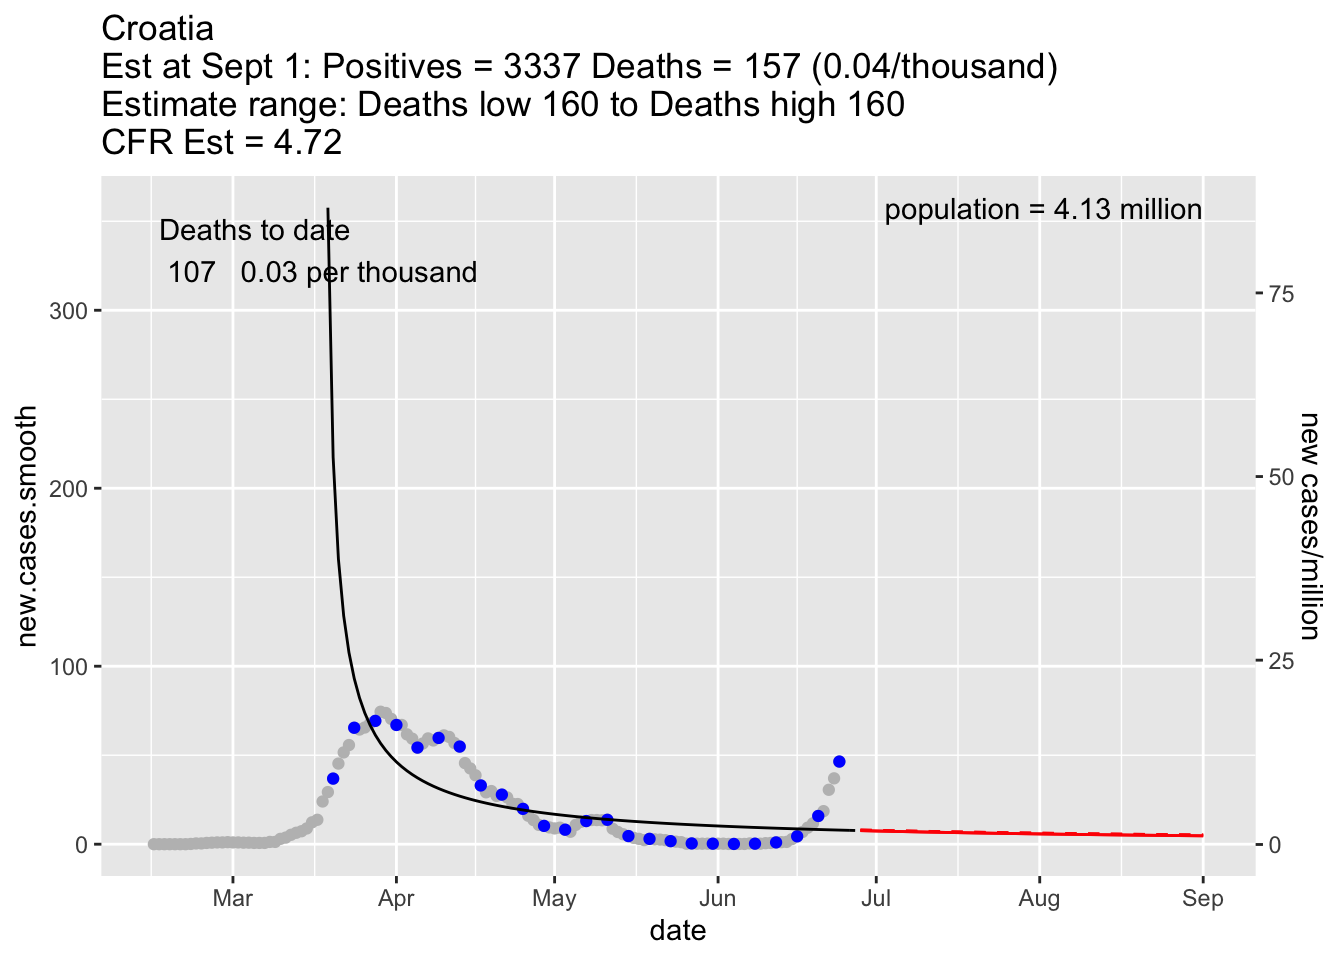 Croatia
Est at Sept 1: Positives = 3337 Deaths = 157 (0.04/thousand)
Estimate range: Deaths low 160 to Deaths high 160
CFR Est = 4.72
population = 4.13 million
Deaths to date
107 0.03 per thousand
300
200
100
0
new.cases.smooth
75
50
25
0
new cases/million
Mar Apr May Jun Jul Aug Sep
date